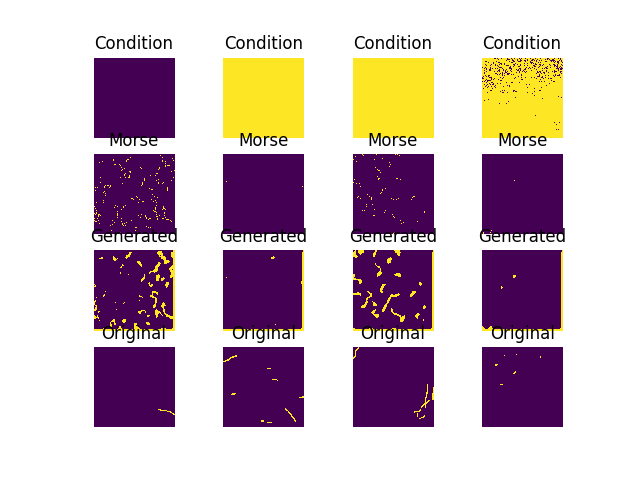 Condition Condition Condition Condition
Morse Morse Morse Morse
Generated Generated Generated Generated
Original Original Original Original